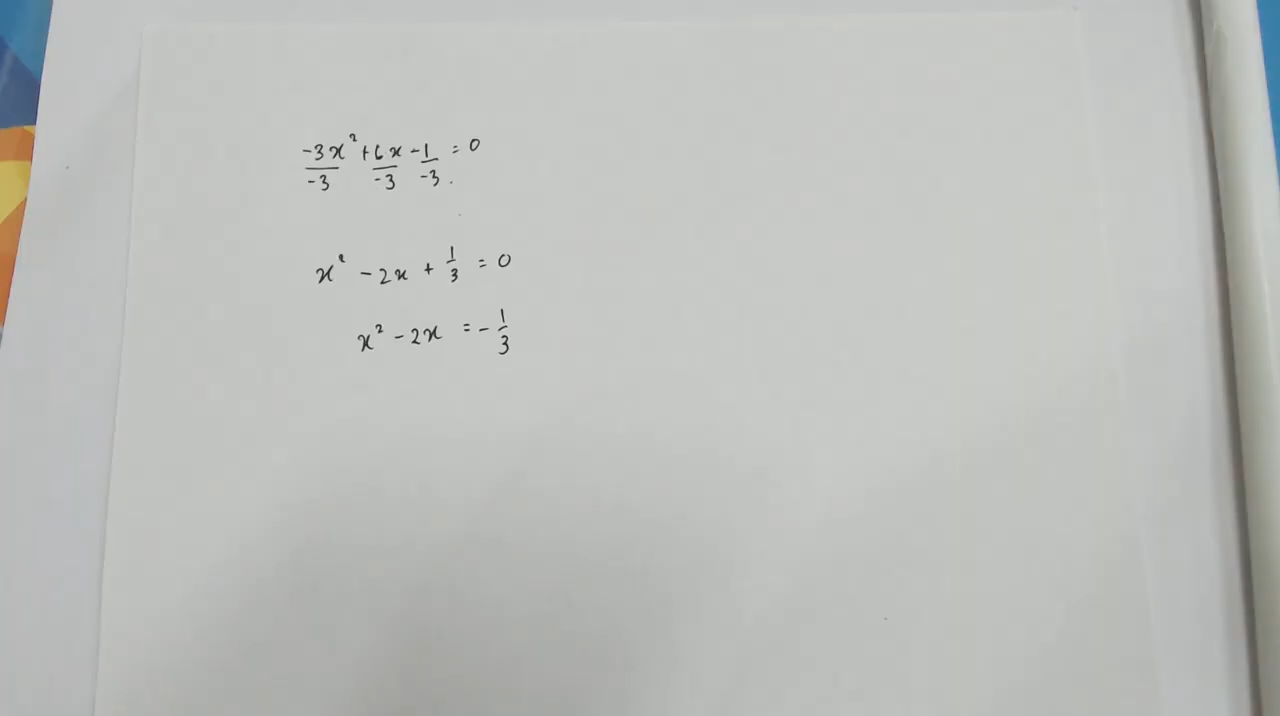 -3x²/-3 +6x/-3 -1/-3 = 0
x² - 2x + 1/3 = 0
x² - 2x = - 1/3